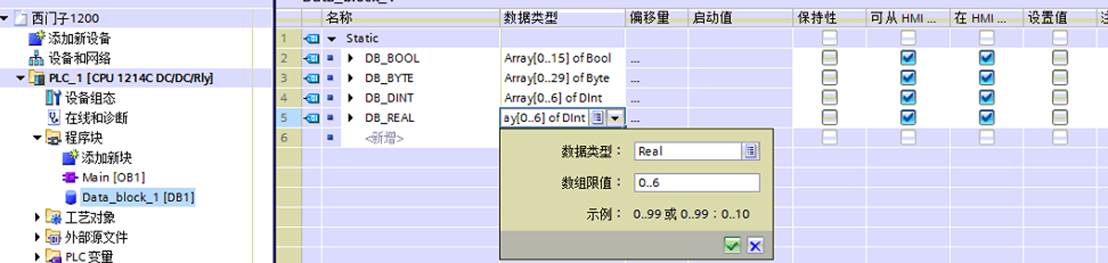 Data_block_1
西门子1200
添加新设备
设备和网络
PLC_1 [CPU 1214C DC/DC/Rly]
设备组态
在线和诊断
程序块
添加新块
Main [OB1]
Data_block_1 [DB1]
工艺对象
外部源文件
PLC变量
名称 数据类型 偏移量 启动值 保持性 可从 HMI ... 在 HMI ... 设置值 注
1 Static
2 DB_BOOL Array[0..15] of Bool ...
3 DB_BYTE Array[0..29] of Byte ...
4 DB_DINT Array[0..6] of DInt ...
5 DB_REAL ay[0..6] of DInt ...
6 <新增>
数据类型： Real
数组限值： 0..6
示例： 0..99 或 0..99；0..10